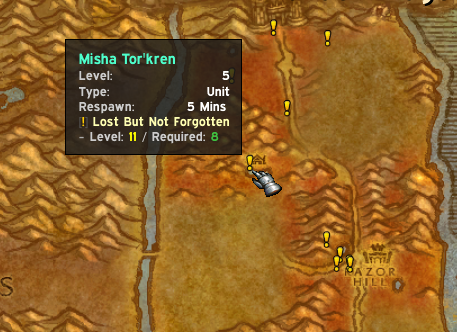 Misha Tor'kren
Level: 5
Type: Unit
Respawn: 5 Mins
! Lost But Not Forgotten
- Level: 11 / Required: 8
RAZOR
HILL
S